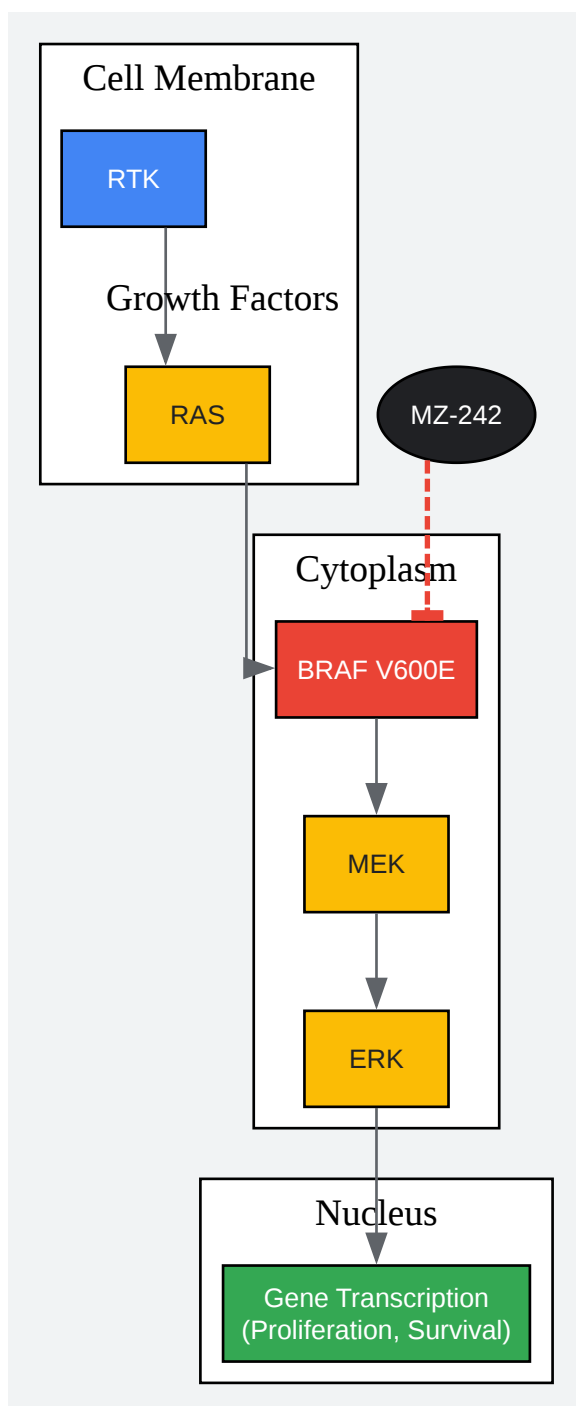 Cell Membrane
RTK
Growth Factors
RAS
MZ-242
Cytoplasm
BRAF V600E
MEK
ERK
Nucleus
Gene Transcription
(Proliferation, Survival)